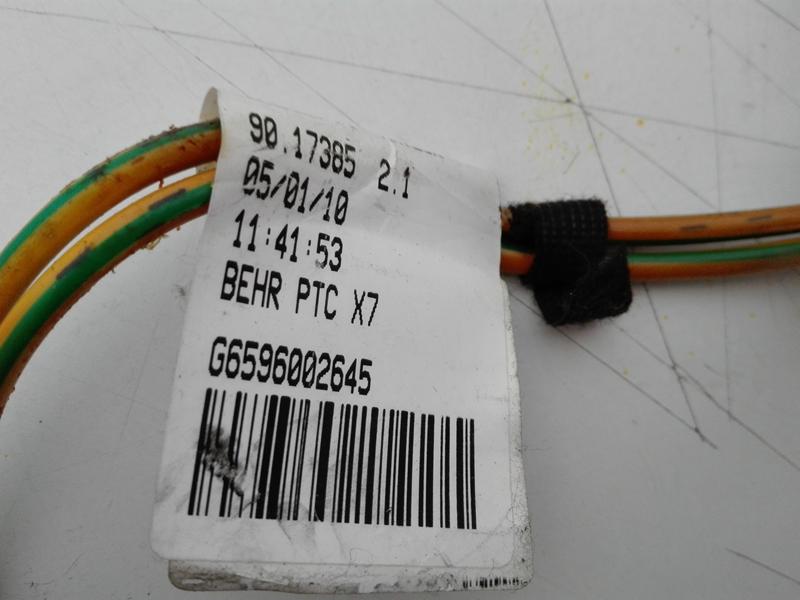 90.17385 2.1
05/01/10
11:41:53
BEHR PTC X7
G6596002645